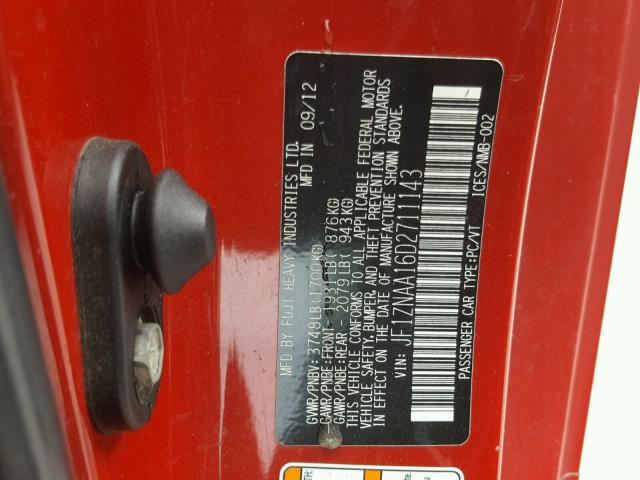 MFD BY FUJI HEAVY INDUSTRIES LTD. MFD IN 09/12
GVWR/PNBV:3748LB(1700KG)
GAWR/PNBE:FRONT-1931LB( 876KG)
GAWR/PNBE:REAR - 2079LB( 943KG)
THIS VEHICLE CONFORMS TO ALL APPLICABLE FEDERAL MOTOR
VEHICLE SAFETY,BUMPER, AND THEFT PREVENTION STANDARDS
IN EFFECT ON THE DATE OF MANUFACTURE SHOWN ABOVE.
VIN: JF1ZNAA16D2711143
PASSENGER CAR TYPE:PC/VT ICES/NMB-002